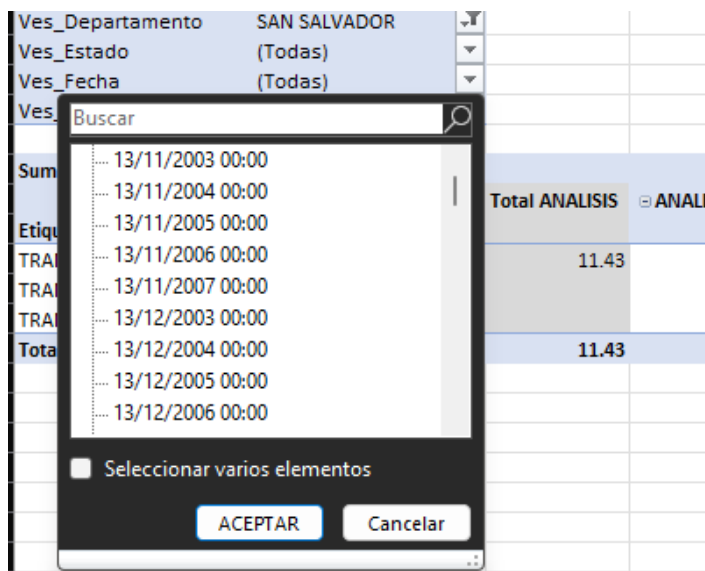 Ves_Departamento SAN SALVADOR
Ves_Estado (Todas)
Ves_Fecha (Todas)
Ves_
Buscar
13/11/2003 00:00
13/11/2004 00:00
13/11/2005 00:00
13/11/2006 00:00
13/11/2007 00:00
13/12/2003 00:00
13/12/2004 00:00
13/12/2005 00:00
13/12/2006 00:00
Seleccionar varios elementos
ACEPTAR Cancelar
Sum
Total ANALISIS ANALI
Etiqu
TRAI 11.43
TRAI
TRAI
Tota 11.43